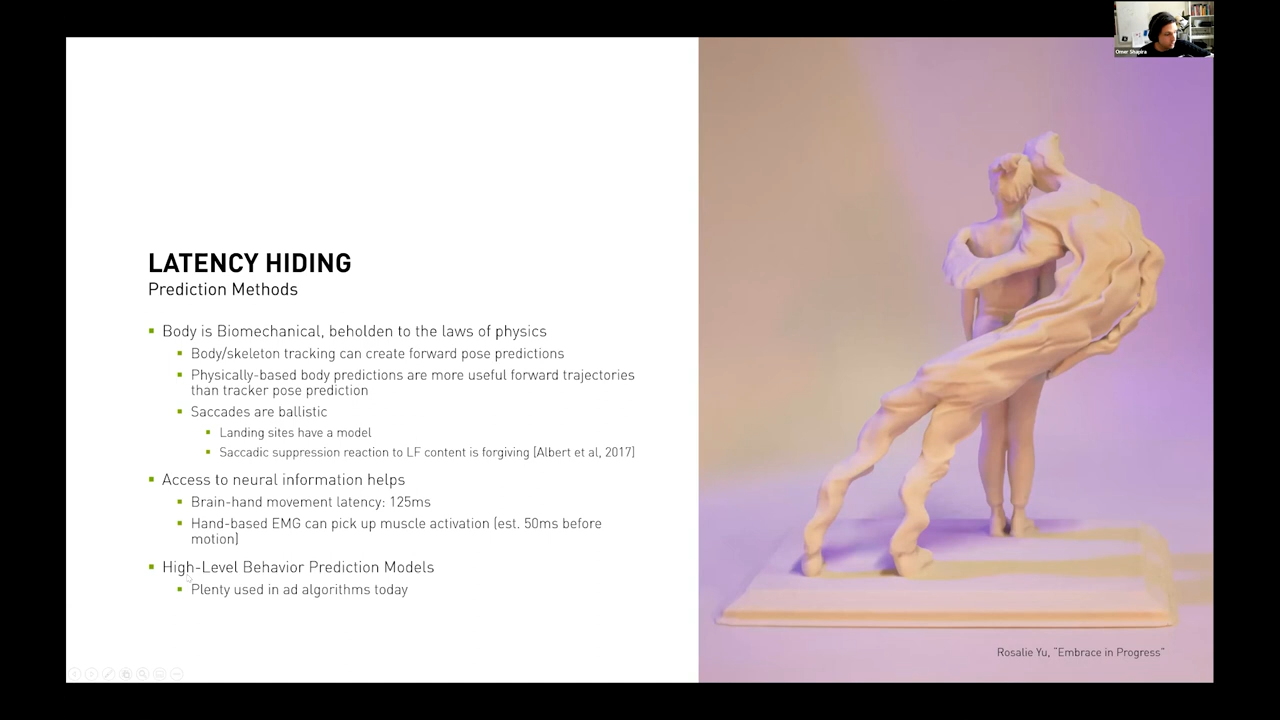 Omer Shapira
LATENCY HIDING
Prediction Methods
Body is Biomechanical, beholden to the laws of physics
Body/skeleton tracking can create forward pose predictions
Physically-based body predictions are more useful forward trajectories
than tracker pose prediction
Saccades are ballistic
Landing sites have a model
Saccadic suppression reaction to LF content is forgiving [Albert et al, 2017]
Access to neural information helps
Brain-hand movement latency: 125ms
Hand-based EMG can pick up muscle activation (est. 50ms before
motion)
High-Level Behavior Prediction Models
Plenty used in ad algorithms today
Rosalie Yu, "Embrace in Progress"